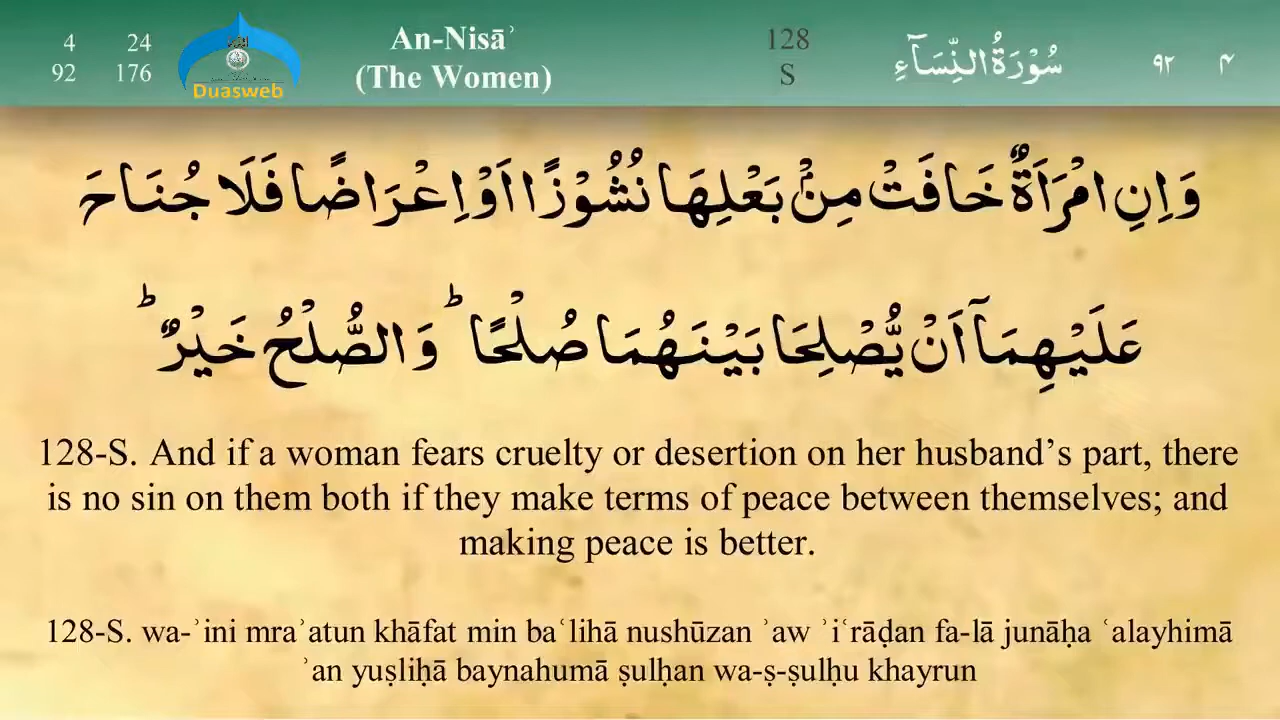 4 24 An-Nisāʾ 128 سُوْرَةُ النِّسَآءِ ٩٢ ٤
92 176 Duasweb (The Women) S
وَاِنِ امْرَاَةٌ خَافَتْ مِنْۢ بَعْلِهَا نُشُوْزًا اَوْ اِعْرَاضًا فَلَا جُنَاحَ
عَلَيْهِمَآ اَنْ يُّصْلِحَا بَيْنَهُمَا صُلْحًا ؕ وَالصُّلْحُ خَيْرٌ ؕ
128-S. And if a woman fears cruelty or desertion on her husband’s part, there
is no sin on them both if they make terms of peace between themselves; and
making peace is better.
128-S. wa-ʾini mraʾatun khāfat min baʿlihā nushūzan ʾaw ʾiʿrāḍan fa-lā junāḥa ʿalayhimā
ʾan yuṣliḥā baynahumā ṣulḥan wa-ṣ-ṣulḥu khayrun